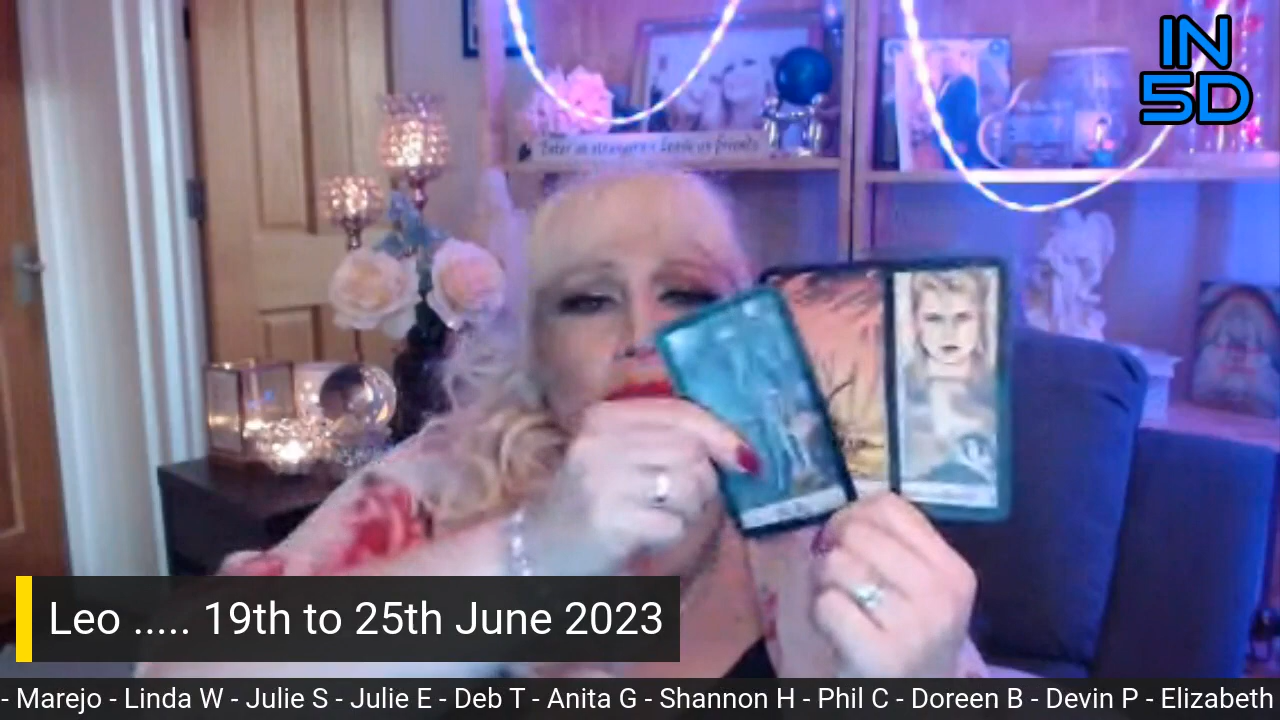 IN
5D
Enter as strangers - Leave as friends
Leo ..... 19th to 25th June 2023
- Marejo - Linda W - Julie S - Julie E - Deb T - Anita G - Shannon H - Phil C - Doreen B - Devin P - Elizabeth